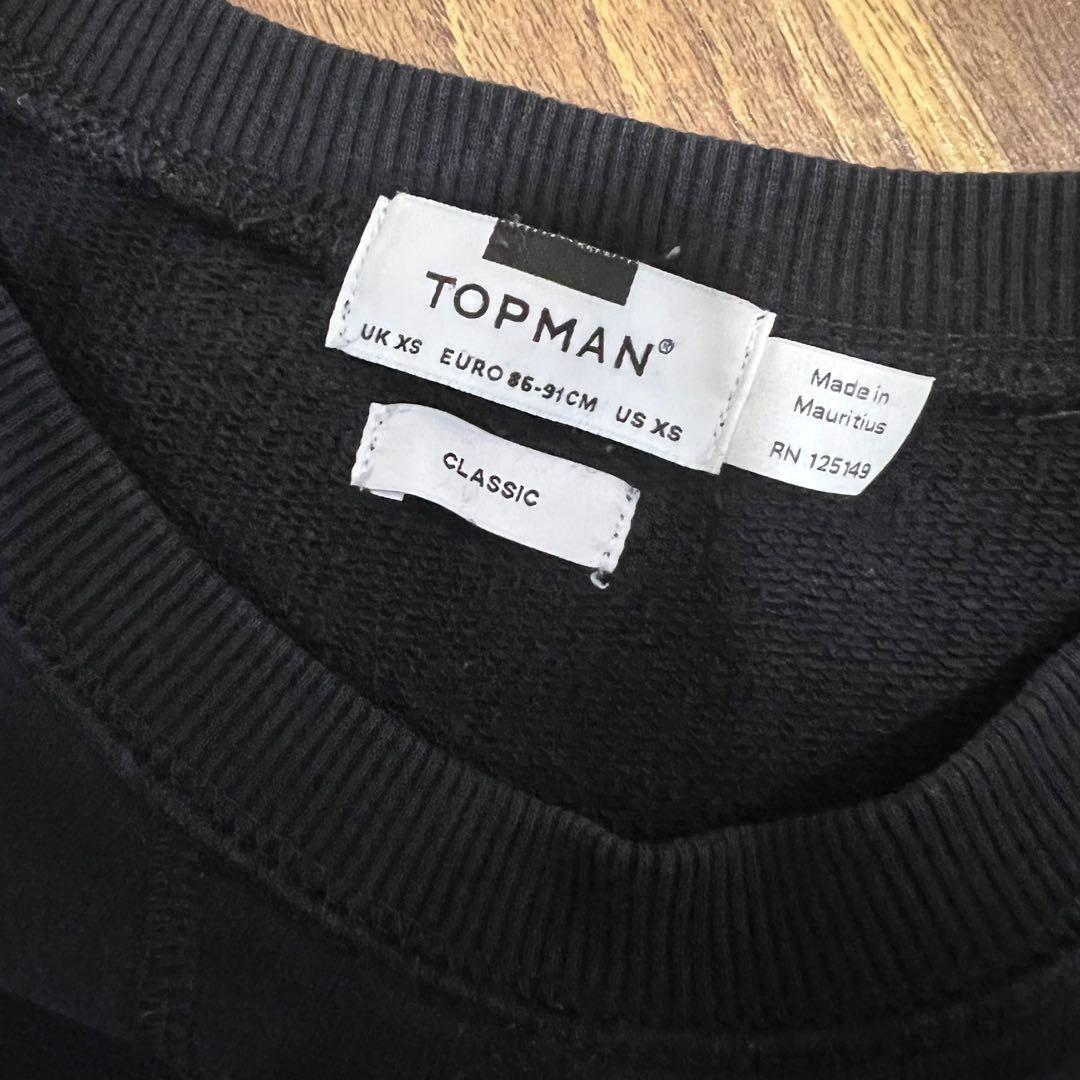 TOPMAN®
UK XS EURO 86-91CM US XS
CLASSIC
Made in
Mauritius
RN 125149